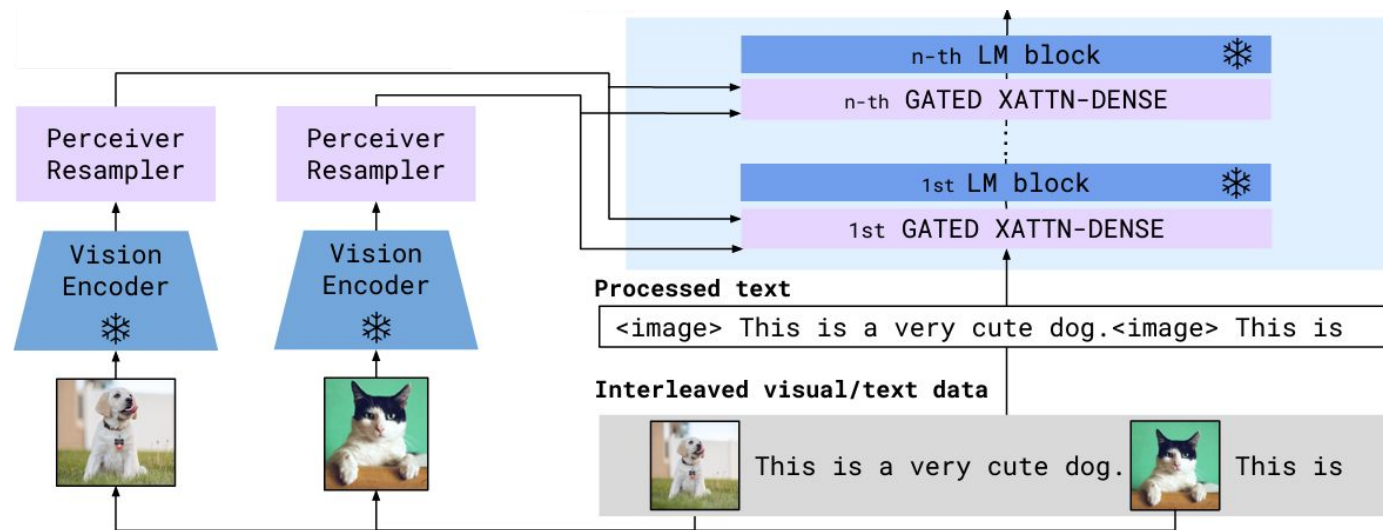 n-th LM block
n-th GATED XATTN-DENSE
Perceiver
Resampler
Perceiver
Resampler
1st LM block
1st GATED XATTN-DENSE
Vision
Encoder
Vision
Encoder
Processed text
<image> This is a very cute dog.<image> This is
Interleaved visual/text data
This is a very cute dog.
This is